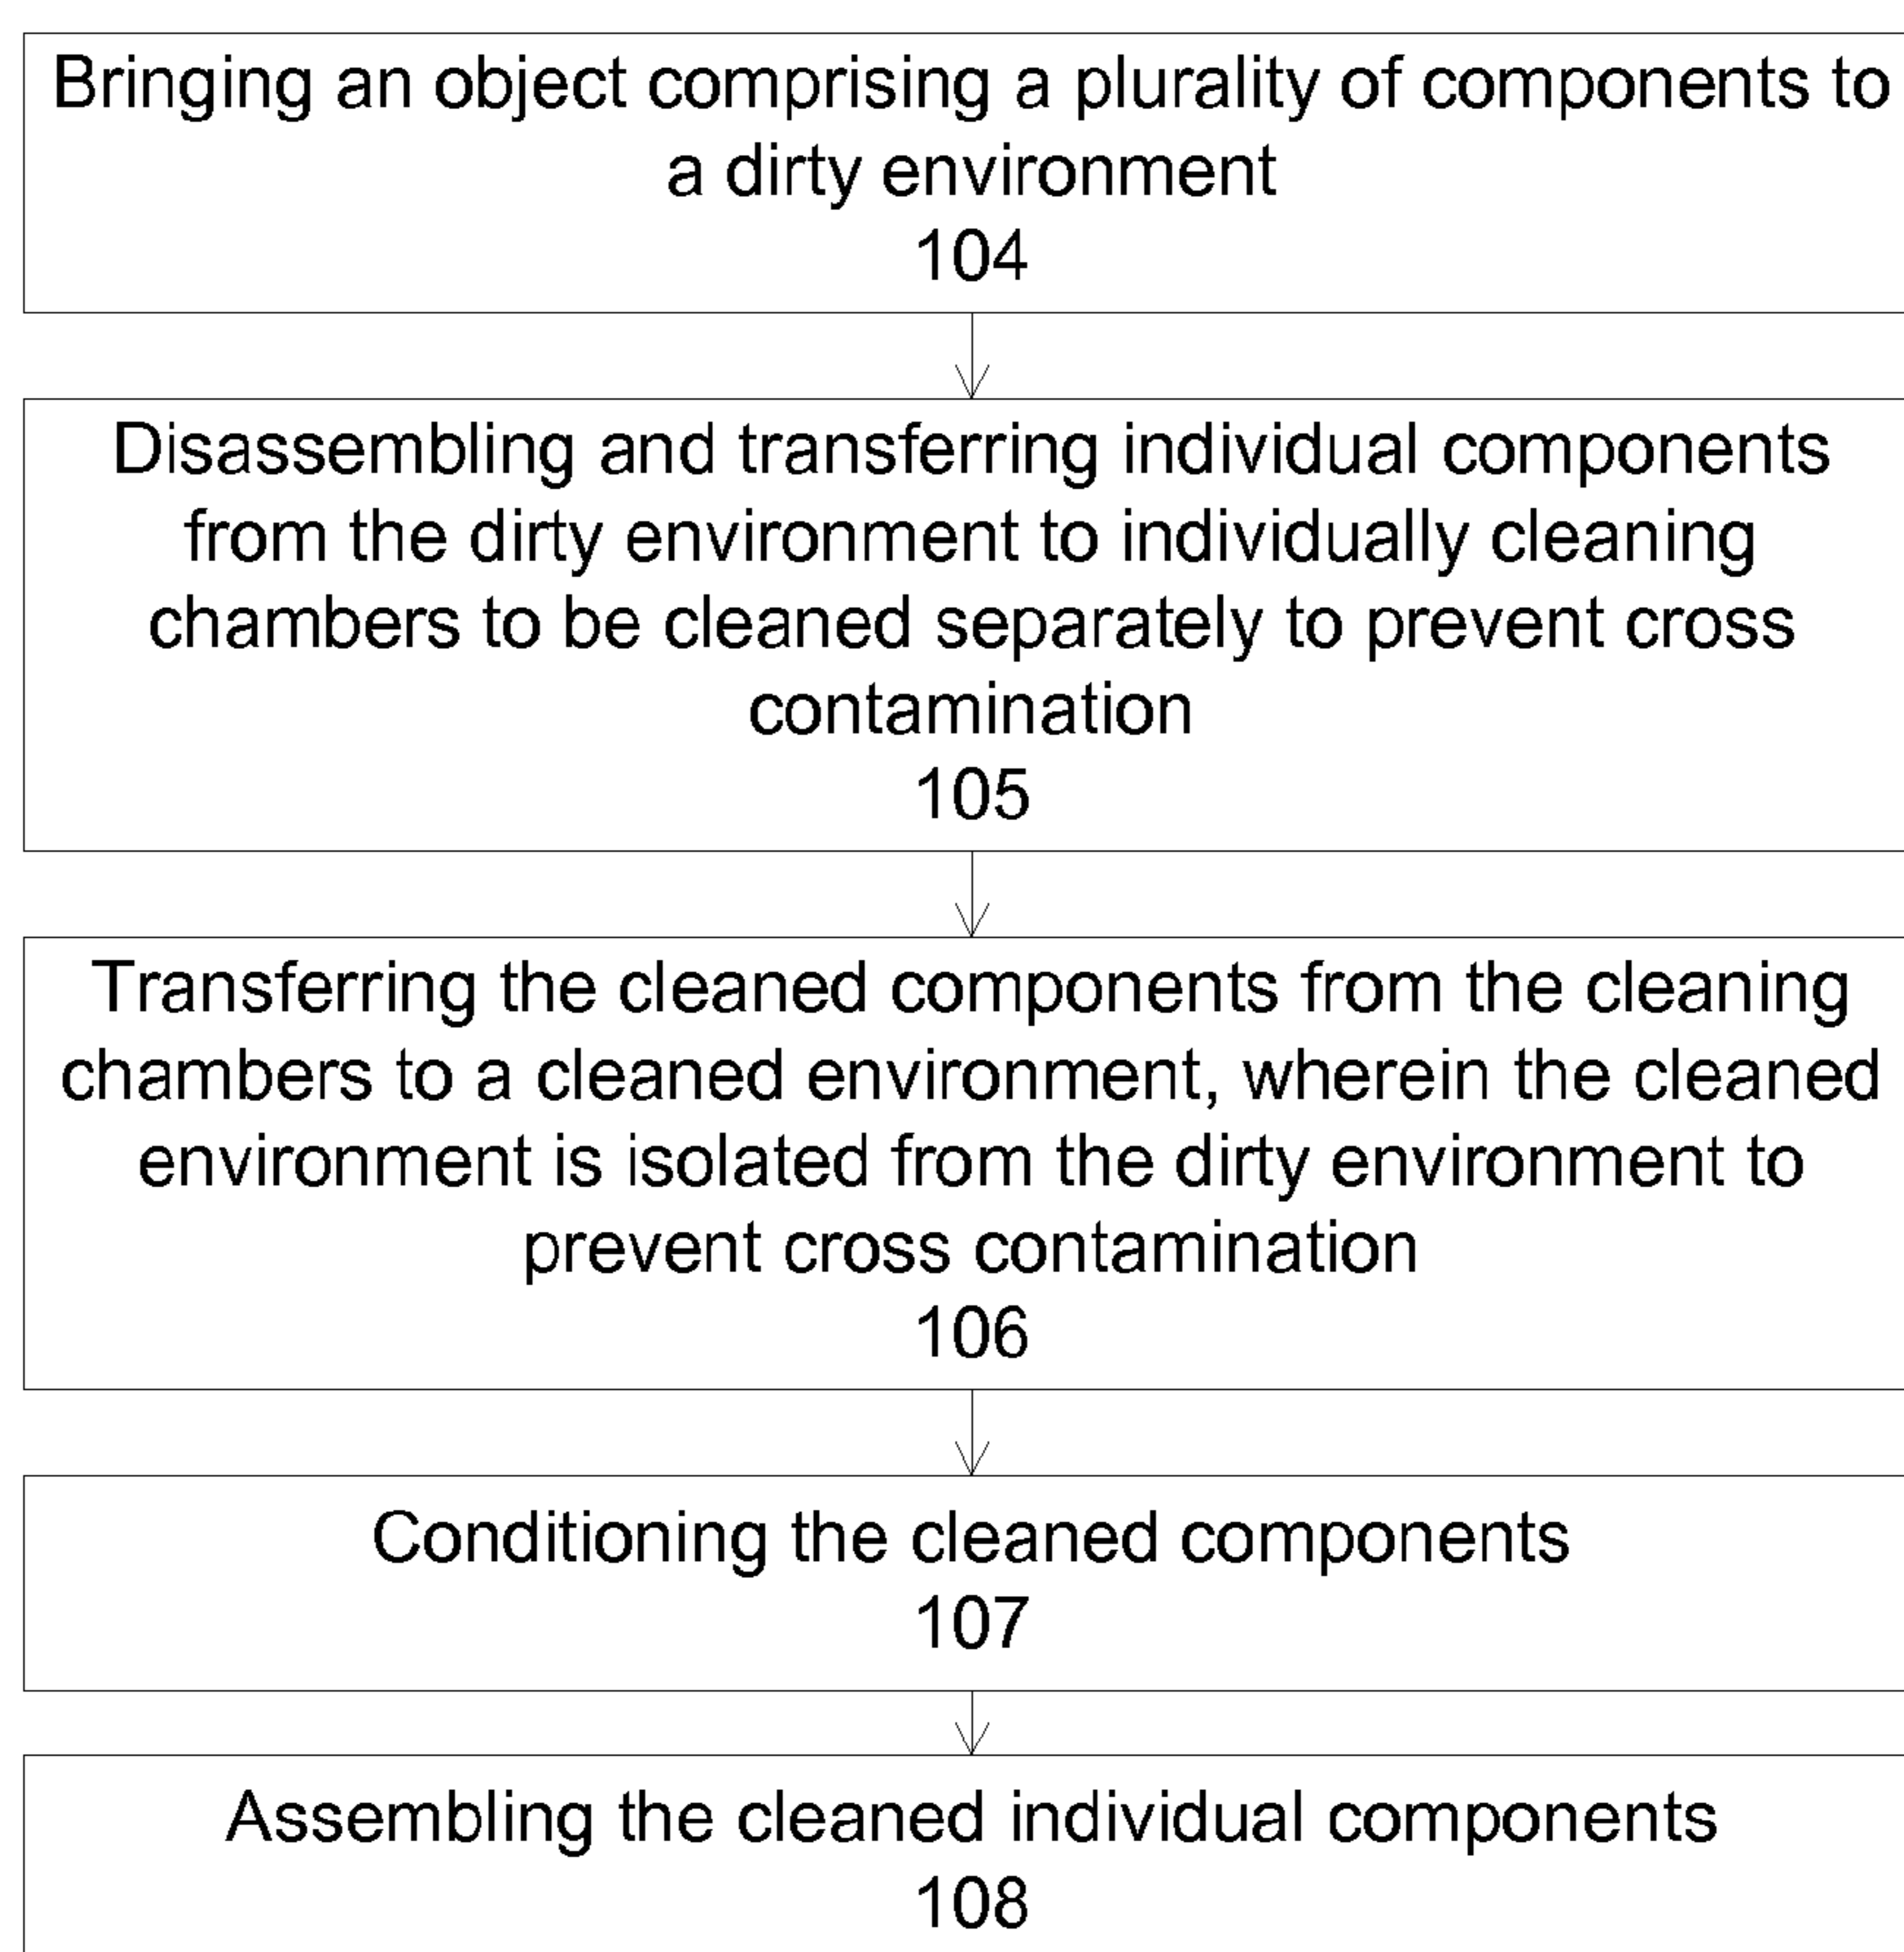 Bringing an object comprising a plurality of components to
a dirty environment
104
Disassembling and transferring individual components
from the dirty environment to individually cleaning
chambers to be cleaned separately to prevent cross
contamination
105
Transferring the cleaned components from the cleaning
chambers to a cleaned environment, wherein the cleaned
environment is isolated from the dirty environment to
prevent cross contamination
106
Conditioning the cleaned components
107
Assembling the cleaned individual components
108